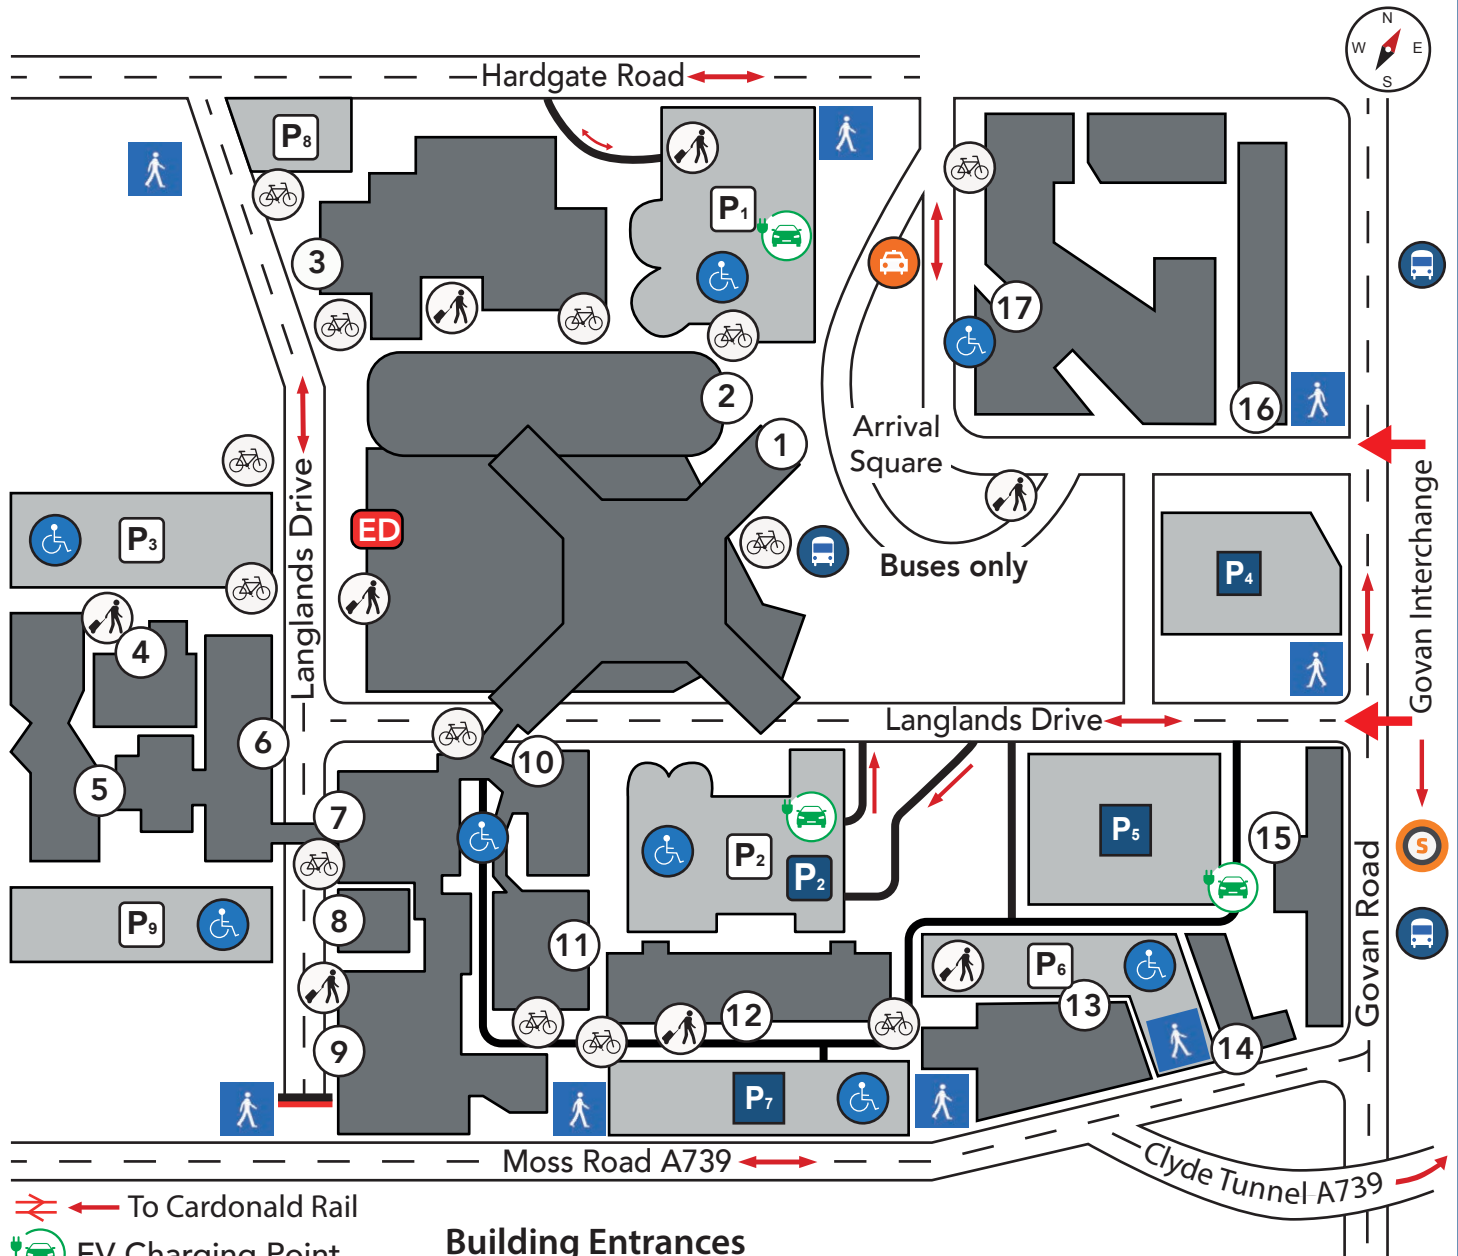 N
W E
S
Hardgate Road
P8
P1
3
17
2
16
1
Arrival
Square
ED
P3
Buses only
P4
Langlands Drive
Govan Interchange
4
6
Langlands Drive
10
5
7
P5
15
P2
P2
S
P9
8
11
Govan Road
P6
13
12
9
14
P7
Moss Road A739
Clyde Tunnel A739
To Cardonald Rail
EV Charging Point
Building Entrances